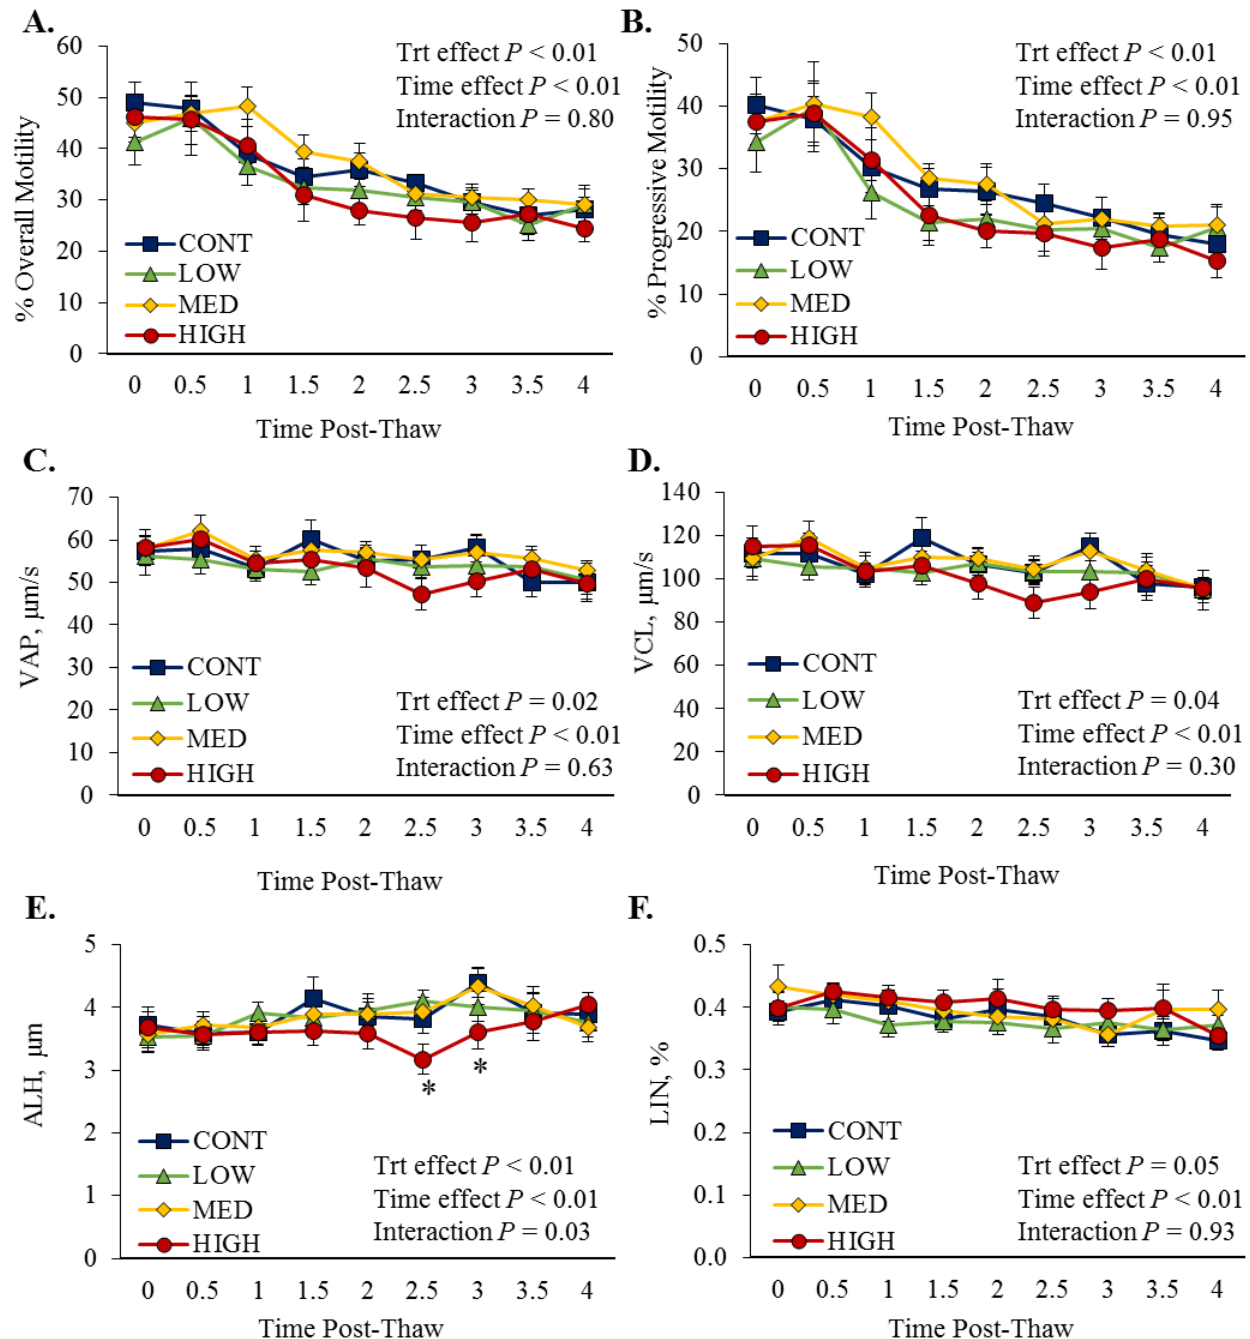 A.
60
50
40
30
20
10
0
% Overall Motility
Trt effect P < 0.01
Time effect P < 0.01
Interaction P = 0.80
CONT
LOW
MED
HIGH
0 0.5 1 1.5 2 2.5 3 3.5 4
Time Post-Thaw
B.
50
40
30
20
10
0
% Progressive Motility
Trt effect P < 0.01
Time effect P < 0.01
Interaction P = 0.95
CONT
LOW
MED
HIGH
0 0.5 1 1.5 2 2.5 3 3.5 4
Time Post-Thaw
C.
70
60
50
40
30
20
10
0
VAP, µm/s
CONT
LOW
MED
HIGH
Trt effect P = 0.02
Time effect P < 0.01
Interaction P = 0.63
0 0.5 1 1.5 2 2.5 3 3.5 4
Time Post-Thaw
D.
140
120
100
80
60
40
20
0
VCL, µm/s
CONT
LOW
MED
HIGH
Trt effect P = 0.04
Time effect P < 0.01
Interaction P = 0.30
0 0.5 1 1.5 2 2.5 3 3.5 4
Time Post-Thaw
E.
5
4
3
2
1
0
ALH, µm
* *
CONT
LOW
MED
HIGH
Trt effect P < 0.01
Time effect P < 0.01
Interaction P = 0.03
0 0.5 1 1.5 2 2.5 3 3.5 4
Time Post-Thaw
F.
0.5
0.4
0.3
0.2
0.1
0.0
LIN, %
CONT
LOW
MED
HIGH
Trt effect P = 0.05
Time effect P < 0.01
Interaction P = 0.93
0 0.5 1 1.5 2 2.5 3 3.5 4
Time Post-Thaw